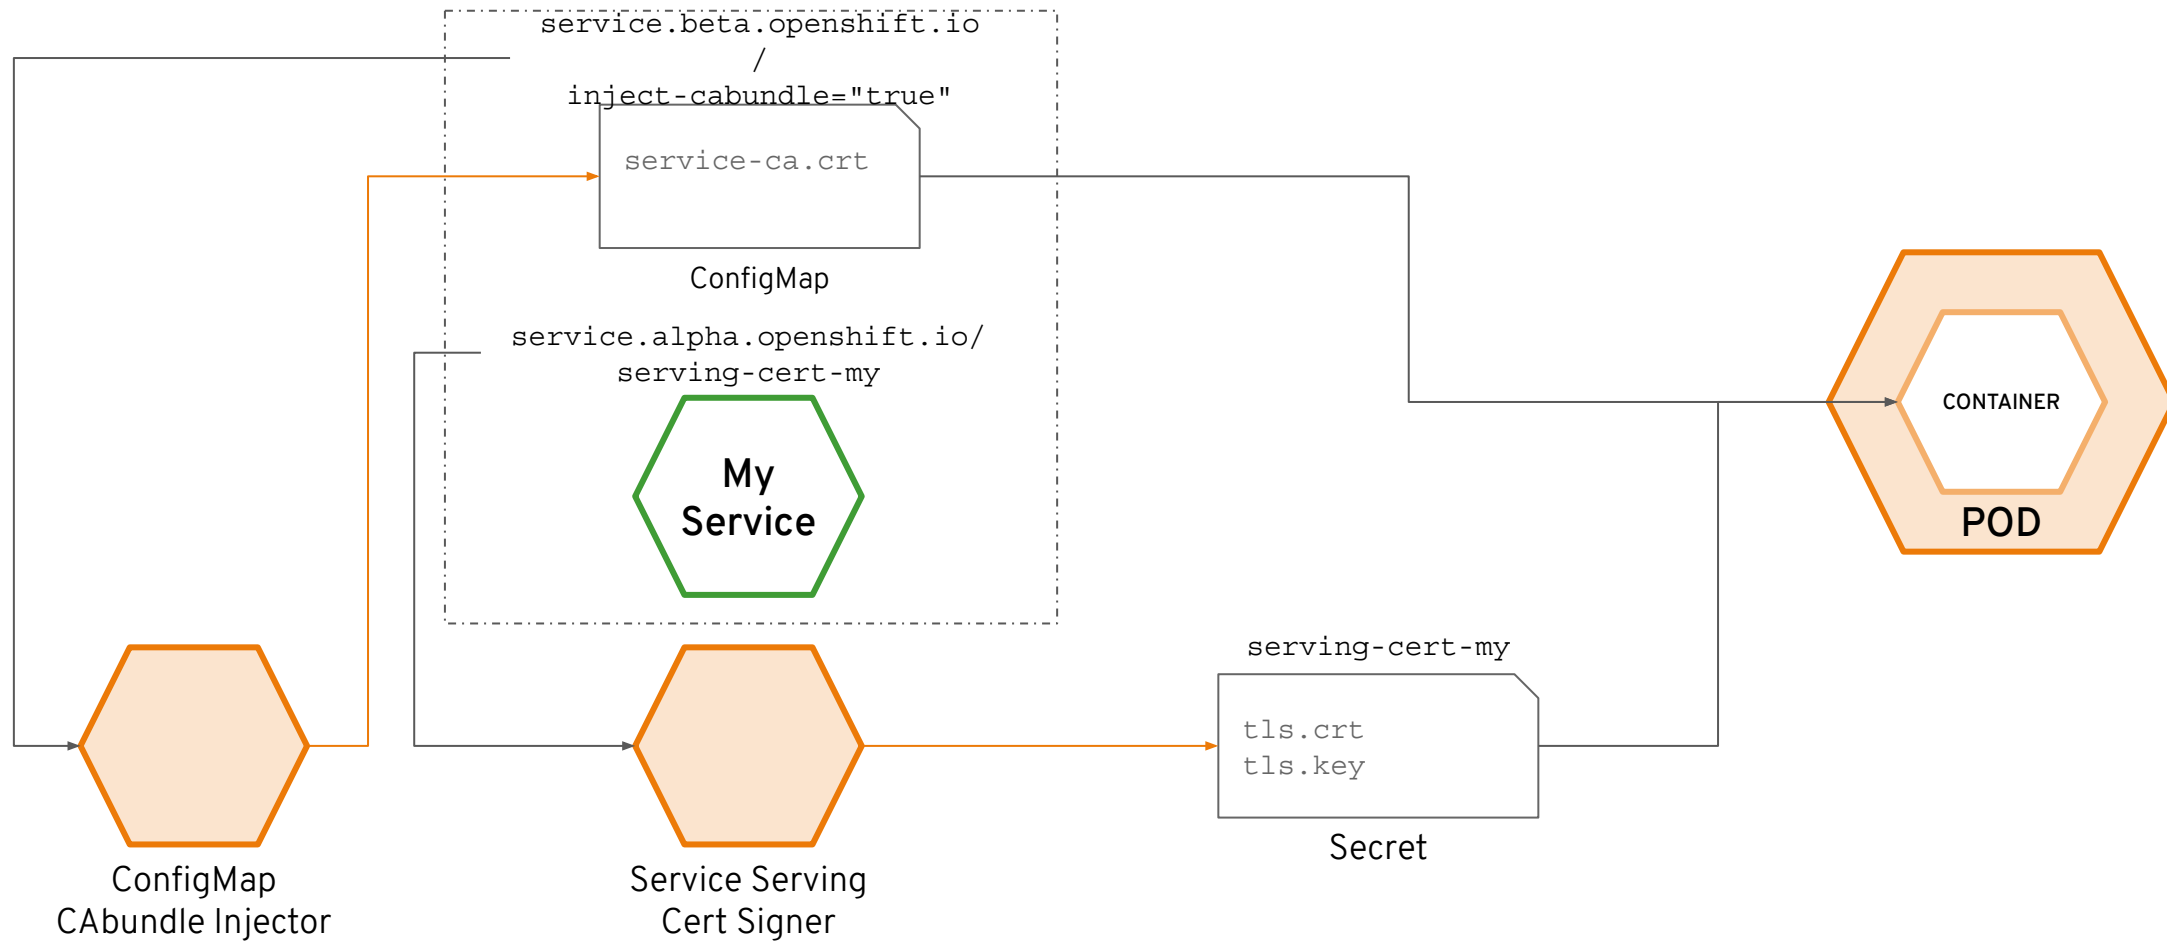 service.beta.openshift.io
/
inject-cabundle="true"
service-ca.crt
ConfigMap
service.alpha.openshift.io/
serving-cert-my
My
Service
CONTAINER
POD
serving-cert-my
tls.crt
tls.key
Secret
ConfigMap
CAbundle Injector
Service Serving
Cert Signer